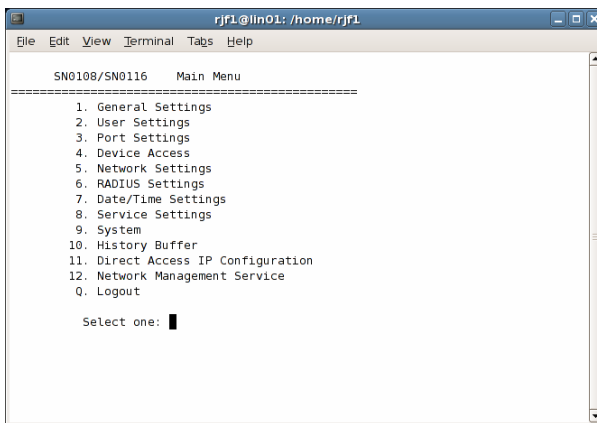 rjf1@lin01: /home/rjf1
File Edit View Terminal Tabs Help
SN0108/SN0116 Main Menu
================================================
1. General Settings
2. User Settings
3. Port Settings
4. Device Access
5. Network Settings
6. RADIUS Settings
7. Date/Time Settings
8. Service Settings
9. System
10. History Buffer
11. Direct Access IP Configuration
12. Network Management Service
Q. Logout
Select one: